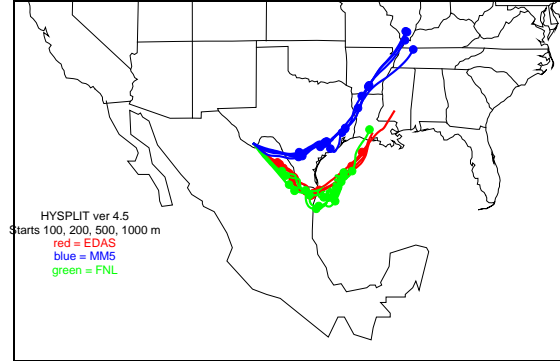 HYSPLIT ver 4.5
Starts 100, 200, 500, 1000 m
red = EDAS
blue = MM5
green = FNL